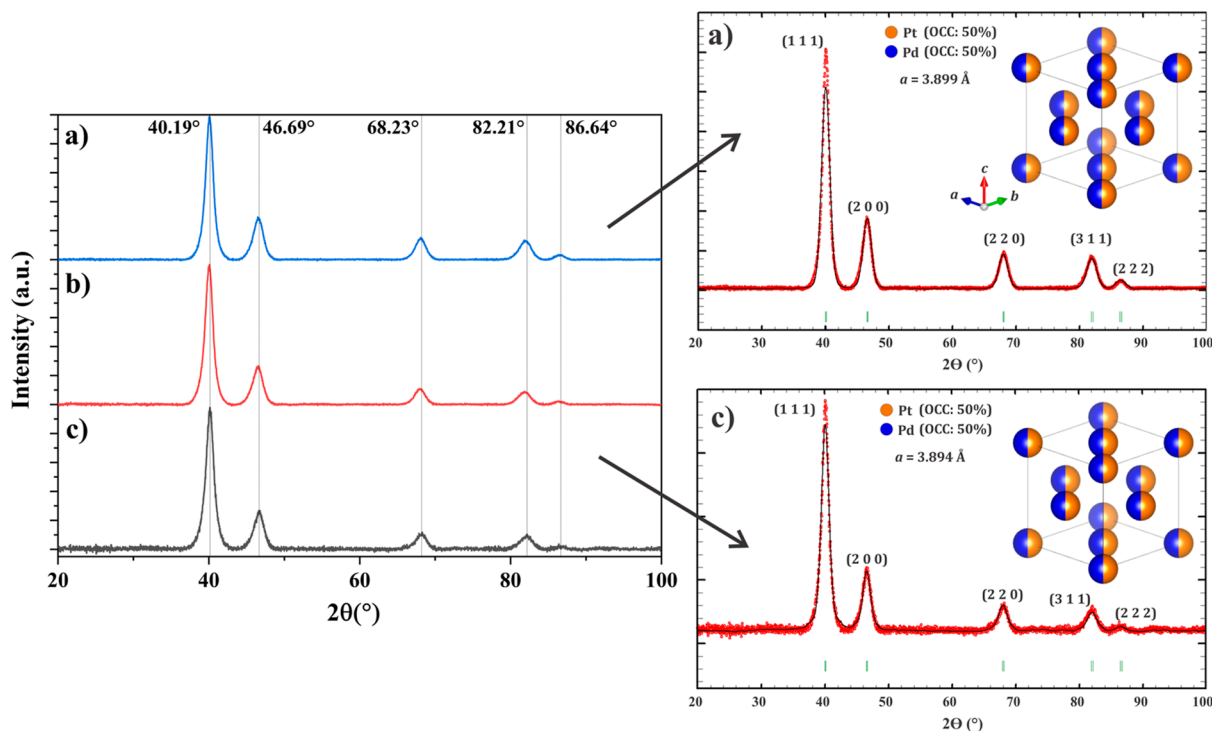 a)
40.19°
46.69°
68.23°
82.21°
86.64°
b)
c)
Intensity (a.u.)
20
40
60
80
100
2θ(°)
a)
(1 1 1)
Pt (OCC: 50%)
Pd (OCC: 50%)
a = 3.899 Å
c
a
b
(2 0 0)
(2 2 0)
(3 1 1)
(2 2 2)
20
30
40
50
60
70
80
90
100
2Θ (°)
c)
(1 1 1)
Pt (OCC: 50%)
Pd (OCC: 50%)
a = 3.894 Å
(2 0 0)
(2 2 0)
(3 1 1)
(2 2 2)
20
30
40
50
60
70
80
90
100
2Θ (°)